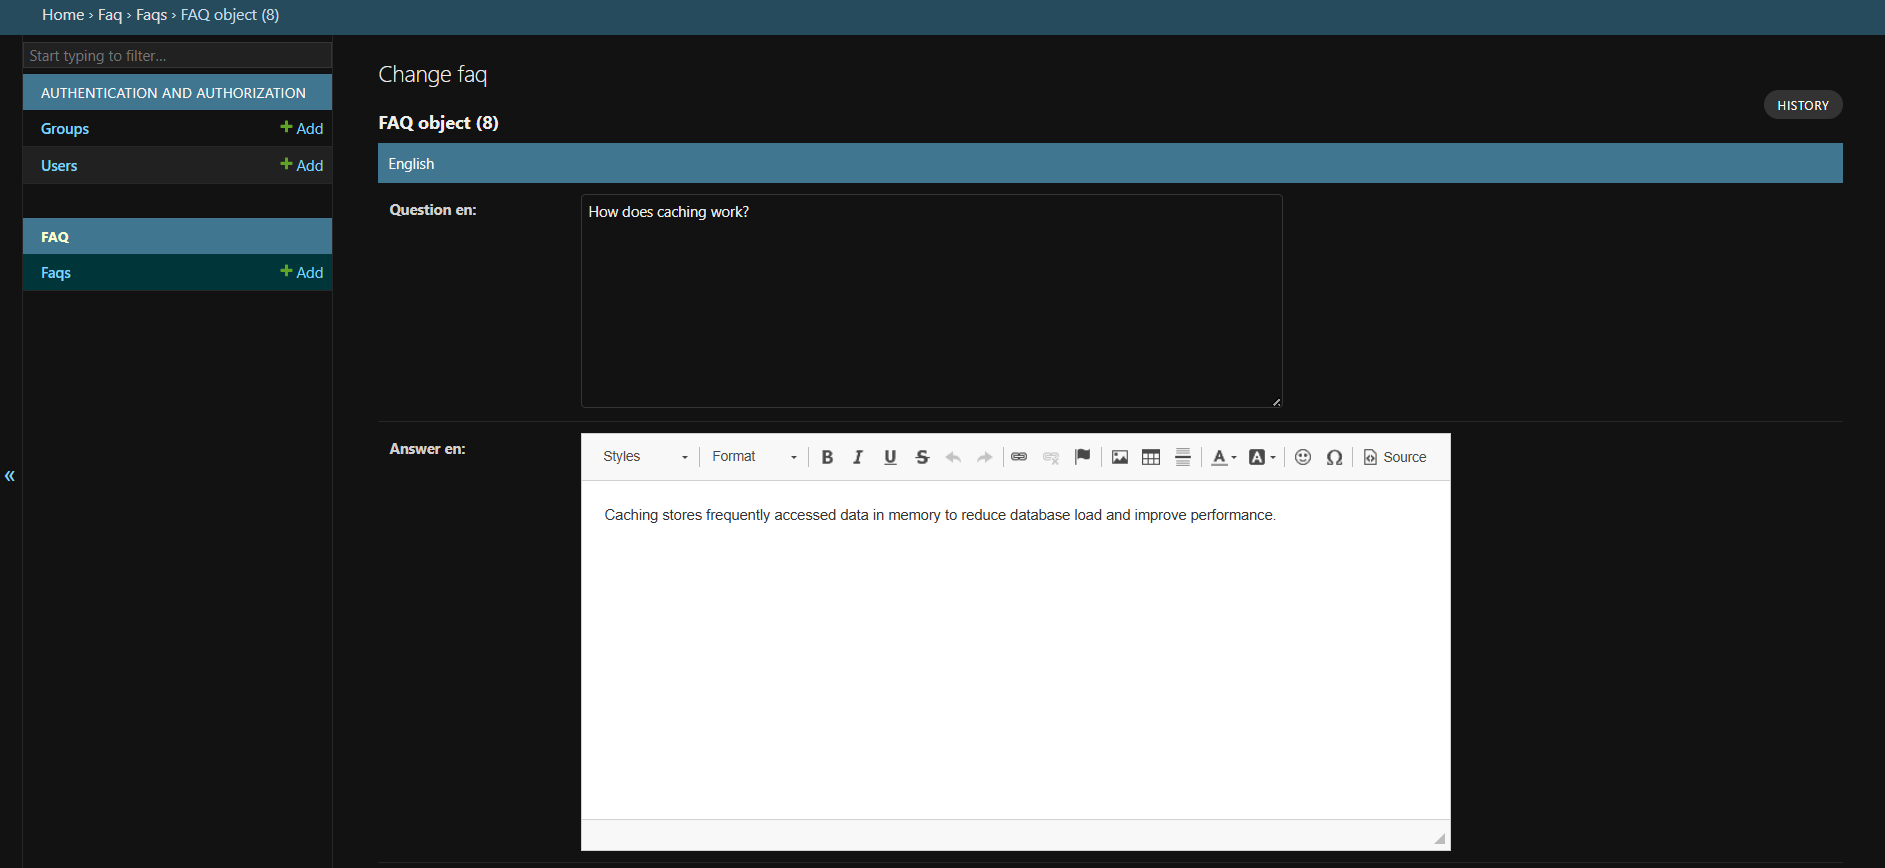 Home › Faq › Faqs › FAQ object (8)
Start typing to filter...
AUTHENTICATION AND AUTHORIZATION
Groups + Add
Users + Add
FAQ
Faqs + Add
«
Change faq
HISTORY
FAQ object (8)
English
Question en:
How does caching work?
Answer en:
Styles Format B I U S A A Ω Source
Caching stores frequently accessed data in memory to reduce database load and improve performance.